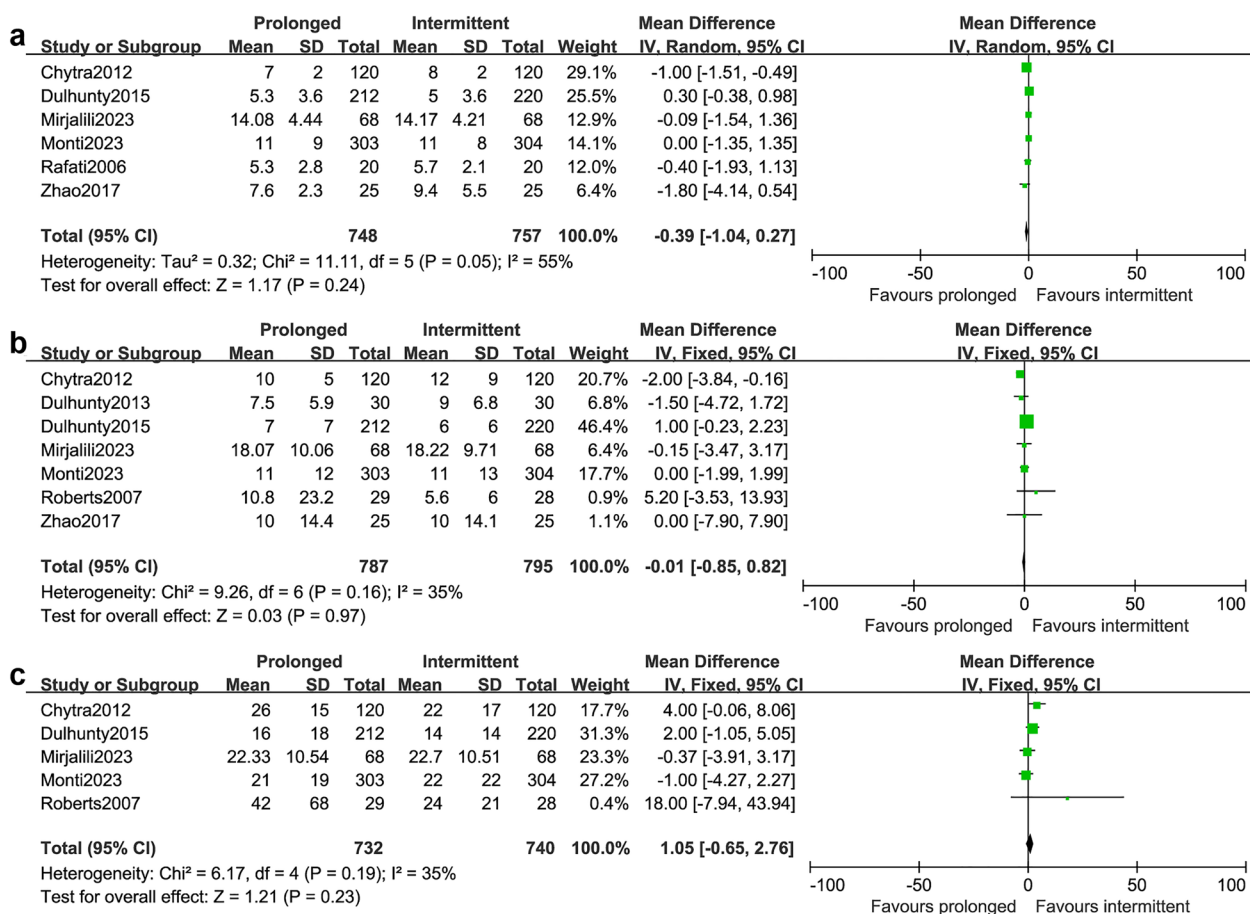 a
Prolonged Intermittent Mean Difference Mean Difference
Study or Subgroup Mean SD Total Mean SD Total Weight IV, Random, 95% CI IV, Random, 95% CI
Chytra2012 7 2 120 8 2 120 29.1% -1.00 [-1.51, -0.49]
Dulhunty2015 5.3 3.6 212 5 3.6 220 25.5% 0.30 [-0.38, 0.98]
Mirjalili2023 14.08 4.44 68 14.17 4.21 68 12.9% -0.09 [-1.54, 1.36]
Monti2023 11 9 303 11 8 304 14.1% 0.00 [-1.35, 1.35]
Rafati2006 5.3 2.8 20 5.7 2.1 20 12.0% -0.40 [-1.93, 1.13]
Zhao2017 7.6 2.3 25 9.4 5.5 25 6.4% -1.80 [-4.14, 0.54]
Total (95% CI) 748 757 100.0% -0.39 [-1.04, 0.27]
Heterogeneity: Tau² = 0.32; Chi² = 11.11, df = 5 (P = 0.05); I² = 55%
Test for overall effect: Z = 1.17 (P = 0.24)
-100 -50 0 50 100
Favours prolonged Favours intermittent
b
Prolonged Intermittent Mean Difference Mean Difference
Study or Subgroup Mean SD Total Mean SD Total Weight IV, Fixed, 95% CI IV, Fixed, 95% CI
Chytra2012 10 5 120 12 9 120 20.7% -2.00 [-3.84, -0.16]
Dulhunty2013 7.5 5.9 30 9 6.8 30 6.8% -1.50 [-4.72, 1.72]
Dulhunty2015 7 7 212 6 6 220 46.4% 1.00 [-0.23, 2.23]
Mirjalili2023 18.07 10.06 68 18.22 9.71 68 6.4% -0.15 [-3.47, 3.17]
Monti2023 11 12 303 11 13 304 17.7% 0.00 [-1.99, 1.99]
Roberts2007 10.8 23.2 29 5.6 6 28 0.9% 5.20 [-3.53, 13.93]
Zhao2017 10 14.4 25 10 14.1 25 1.1% 0.00 [-7.90, 7.90]
Total (95% CI) 787 795 100.0% -0.01 [-0.85, 0.82]
Heterogeneity: Chi² = 9.26, df = 6 (P = 0.16); I² = 35%
Test for overall effect: Z = 0.03 (P = 0.97)
-100 -50 0 50 100
Favours prolonged Favours intermittent
c
Prolonged Intermittent Mean Difference Mean Difference
Study or Subgroup Mean SD Total Mean SD Total Weight IV, Fixed, 95% CI IV, Fixed, 95% CI
Chytra2012 26 15 120 22 17 120 17.7% 4.00 [-0.06, 8.06]
Dulhunty2015 16 18 212 14 14 220 31.3% 2.00 [-1.05, 5.05]
Mirjalili2023 22.33 10.54 68 22.7 10.51 68 23.3% -0.37 [-3.91, 3.17]
Monti2023 21 19 303 22 22 304 27.2% -1.00 [-4.27, 2.27]
Roberts2007 42 68 29 24 21 28 0.4% 18.00 [-7.94, 43.94]
Total (95% CI) 732 740 100.0% 1.05 [-0.65, 2.76]
Heterogeneity: Chi² = 6.17, df = 4 (P = 0.19); I² = 35%
Test for overall effect: Z = 1.21 (P = 0.23)
-100 -50 0 50 100
Favours prolonged Favours intermittent